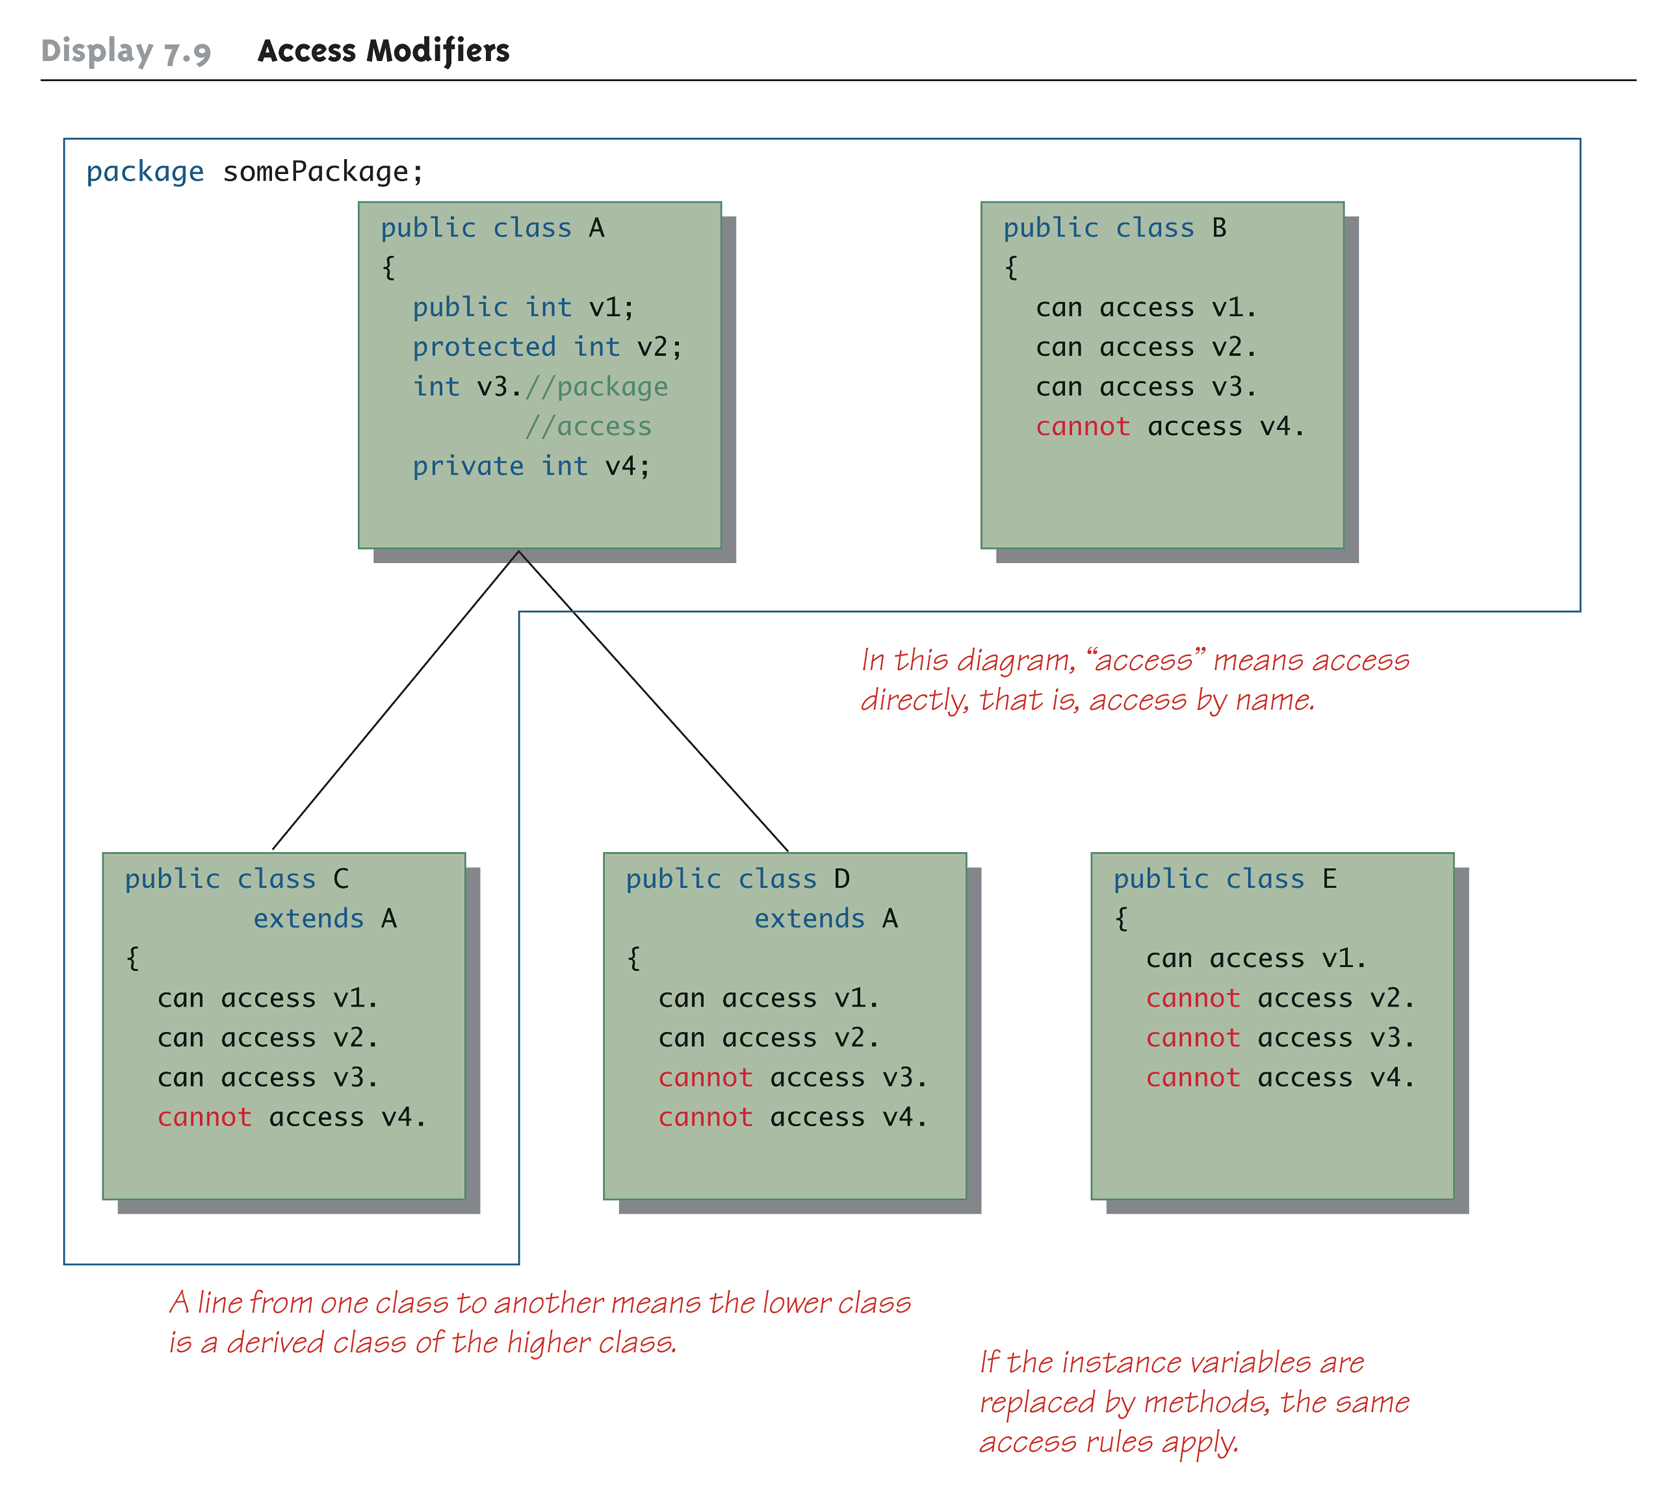 Display 7.9 Access Modifiers
package somePackage;
public class A
{
public int v1;
protected int v2;
int v3.//package
//access
private int v4;
public class B
{
can access v1.
can access v2.
can access v3.
cannot access v4.
In this diagram, “access” means access
directly, that is, access by name.
public class C
extends A
{
can access v1.
can access v2.
can access v3.
cannot access v4.
public class D
extends A
{
can access v1.
can access v2.
cannot access v3.
cannot access v4.
public class E
{
can access v1.
cannot access v2.
cannot access v3.
cannot access v4.
A line from one class to another means the lower class
is a derived class of the higher class.
If the instance variables are
replaced by methods, the same
access rules apply.